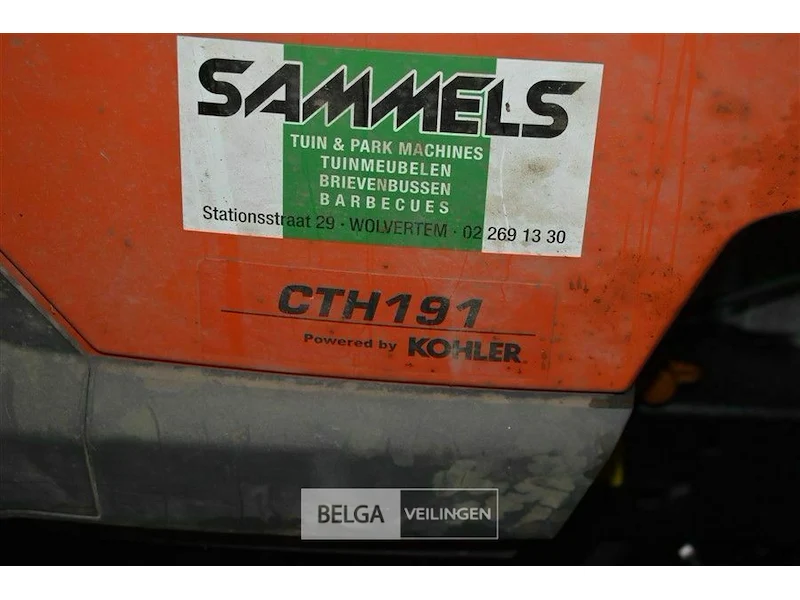 SAMMELS
TUIN & PARK MACHINES
TUINMEUBELEN
BRIEVENBUSSEN
BARBECUES
Stationsstraat 29 · WOLVERTEM · 02 269 13 30
CTH191
Powered by KOHLER
BELGA VEILINGEN